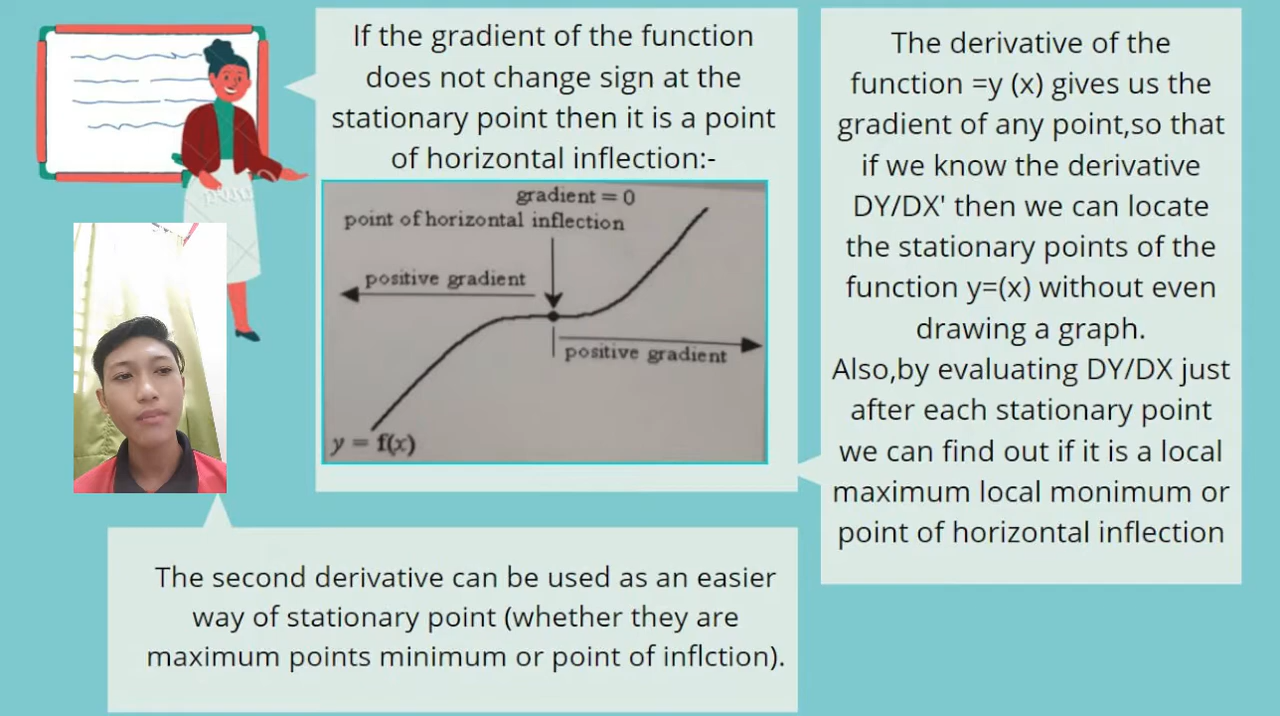 If the gradient of the function
does not change sign at the
stationary point then it is a point
of horizontal inflection:-
gradient = 0
point of horizontal inflection
positive gradient
positive gradient
y = f(x)
The derivative of the
function =y (x) gives us the
gradient of any point,so that
if we know the derivative
DY/DX' then we can locate
the stationary points of the
function y=(x) without even
drawing a graph.
Also,by evaluating DY/DX just
after each stationary point
we can find out if it is a local
maximum local monimum or
point of horizontal inflection
The second derivative can be used as an easier
way of stationary point (whether they are
maximum points minimum or point of inflction).